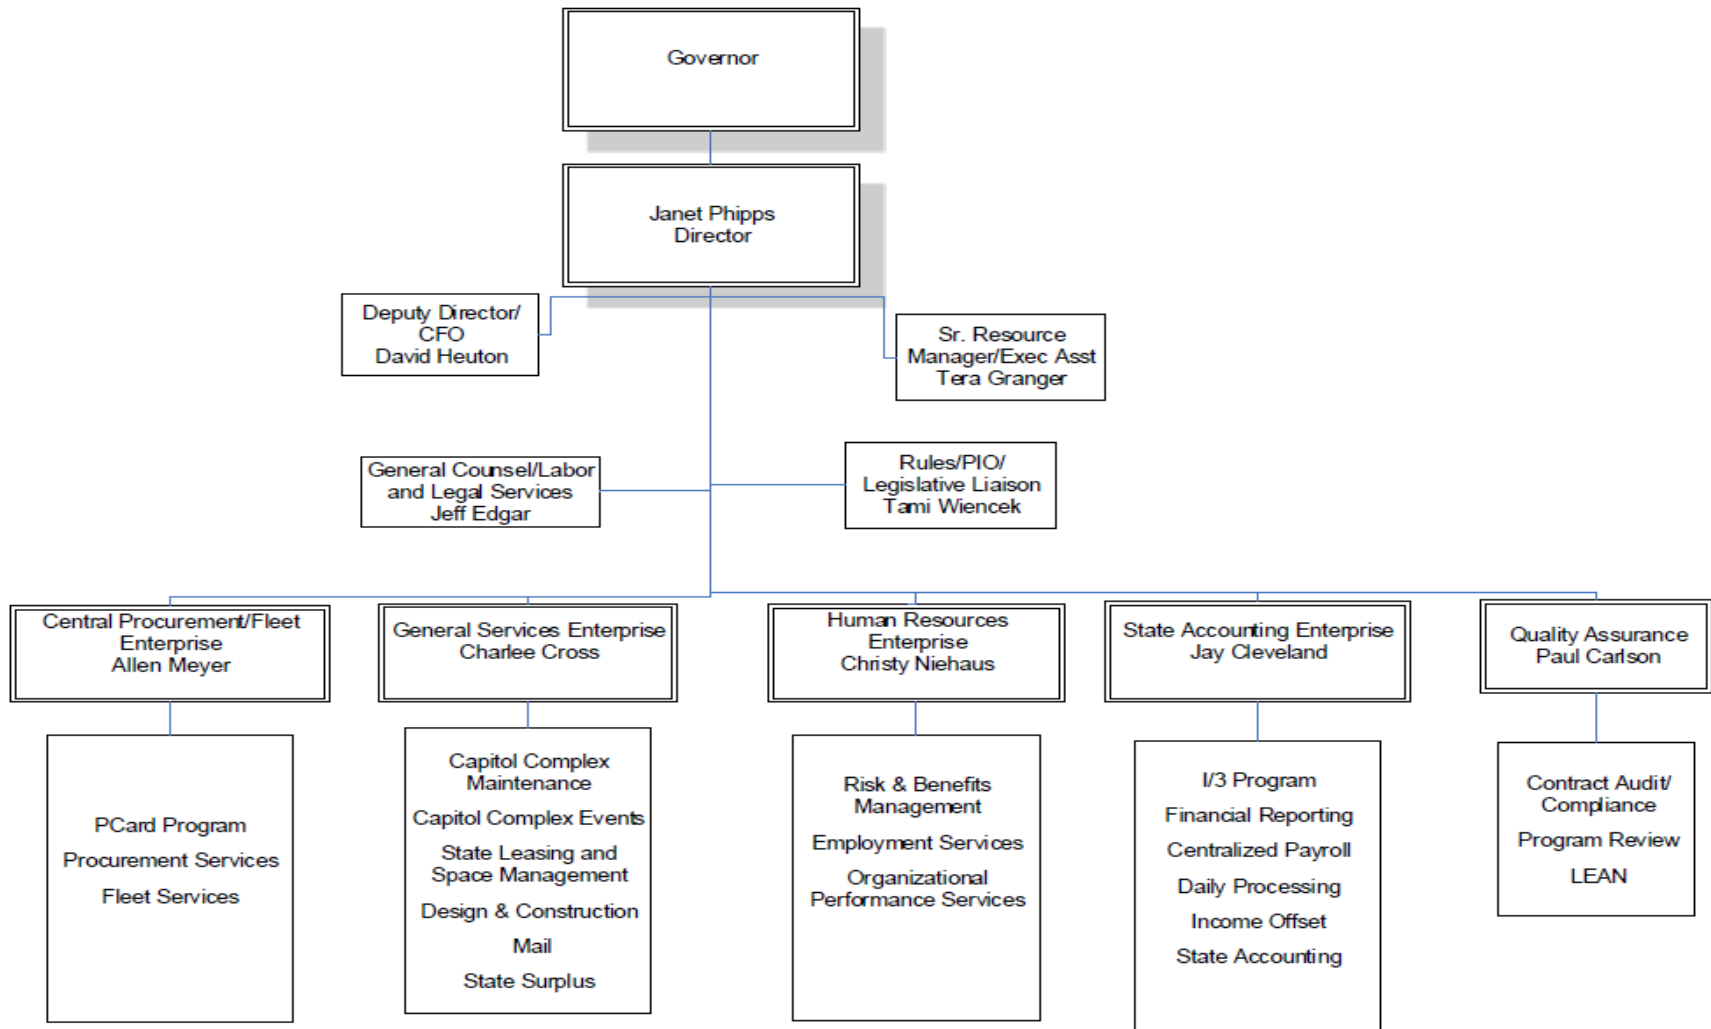 Governor
Janet Phipps
Director
Deputy Director/
CFO
David Heuton
Sr. Resource
Manager/Exec Asst
Tera Granger
General Counsel/Labor
and Legal Services
Jeff Edgar
Rules/PIO/
Legislative Liaison
Tami Wiencek
Central Procurement/Fleet
Enterprise
Allen Meyer
General Services Enterprise
Charlee Cross
Human Resources
Enterprise
Christy Niehaus
State Accounting Enterprise
Jay Cleveland
Quality Assurance
Paul Carlson
PCard Program
Procurement Services
Fleet Services
Capitol Complex
Maintenance
Capitol Complex Events
State Leasing and
Space Management
Design & Construction
Mail
State Surplus
Risk & Benefits
Management
Employment Services
Organizational
Performance Services
I/3 Program
Financial Reporting
Centralized Payroll
Daily Processing
Income Offset
State Accounting
Contract Audit/
Compliance
Program Review
LEAN